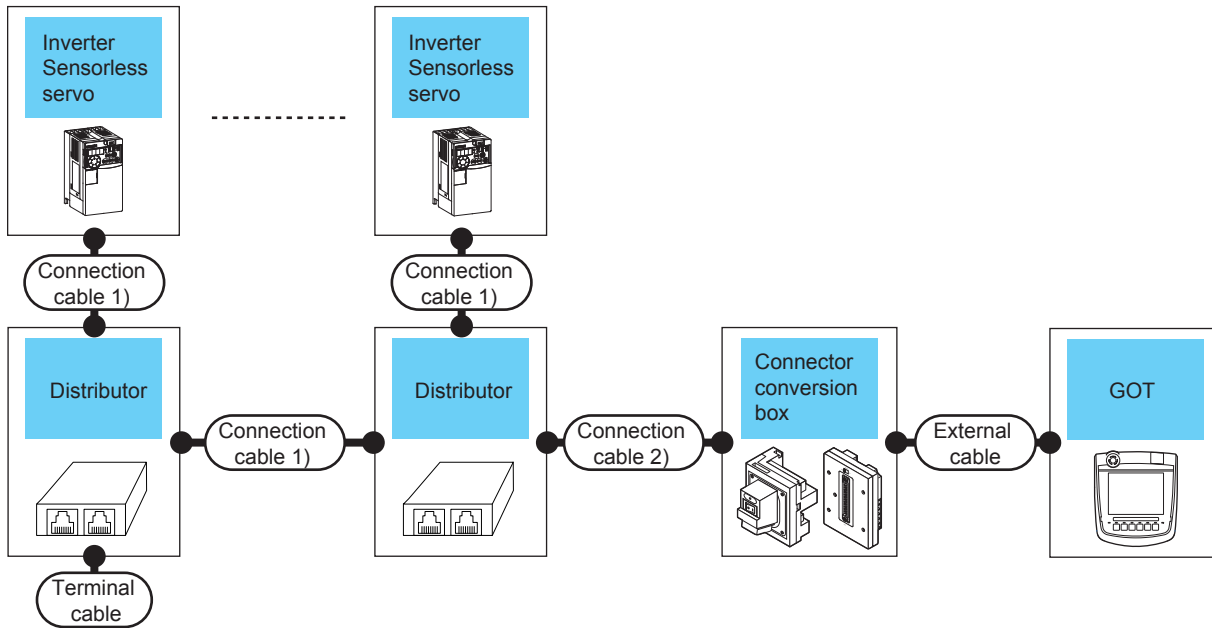 Inverter
Sensorless
servo
Inverter
Sensorless
servo
Connection
cable 1)
Connection
cable 1)
Distributor
Connection
cable 1)
Distributor
Connection
cable 2)
Connector
conversion
box
External
cable
GOT
Terminal
cable